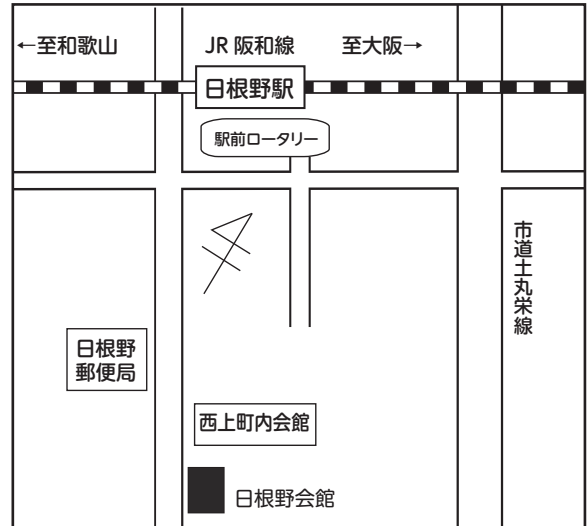 ←至和歌山
JR 阪和線
至大阪→
日根野駅
駅前ロータリー
市道土丸栄線
日根野
郵便局
西上町内会館
日根野会館